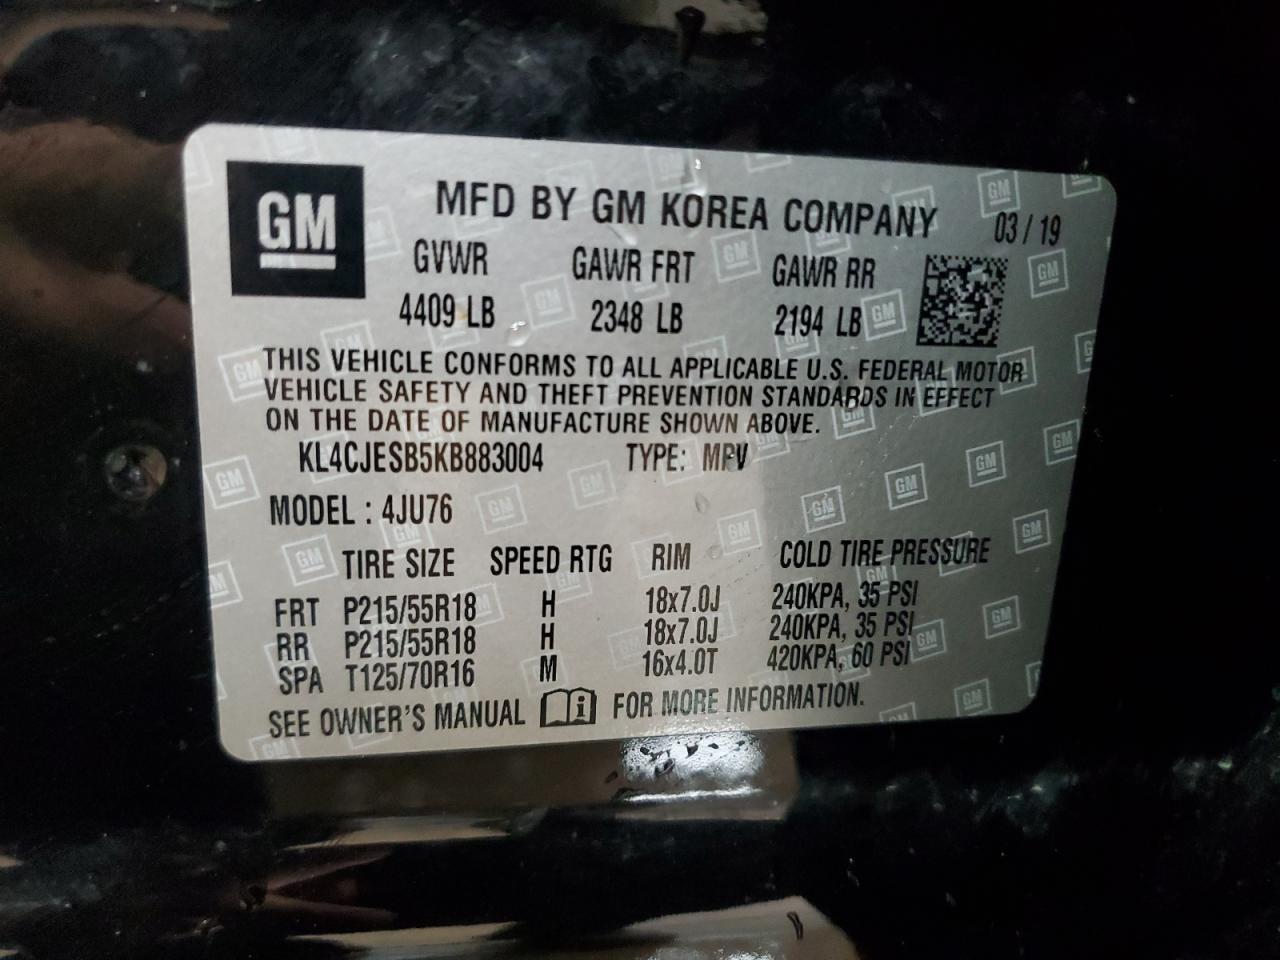 GM
MFD BY GM KOREA COMPANY 03 / 19
GVWR GAWR FRT GAWR RR
4409 LB 2348 LB 2194 LB
THIS VEHICLE CONFORMS TO ALL APPLICABLE U.S. FEDERAL MOTOR
VEHICLE SAFETY AND THEFT PREVENTION STANDARDS IN EFFECT
ON THE DATE OF MANUFACTURE SHOWN ABOVE.
KL4CJESB5KB883004 TYPE: MPV
MODEL : 4JU76
TIRE SIZE SPEED RTG RIM COLD TIRE PRESSURE
FRT P215/55R18 H 18x7.0J 240KPA, 35 PSI
RR P215/55R18 H 18x7.0J 240KPA, 35 PSI
SPA T125/70R16 M 16x4.0T 420KPA, 60 PSI
SEE OWNER'S MANUAL i FOR MORE INFORMATION.